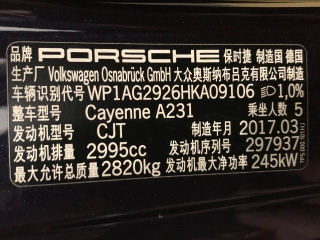 品牌 PORSCHE 保时捷 制造国 德国
生产厂 Volkswagen Osnabrück GmbH 大众奥斯纳布吕克有限公司制造
车辆识别代号 WP1AG2926HKA09106 1,0%
整车型号 Cayenne A231 乘坐人数 5
发动机型号 CJT 制造年月 2017.03
发动机排量 2995cc 发动机序列号 297937
最大允许总质量 2820kg 发动机最大净功率 245kW